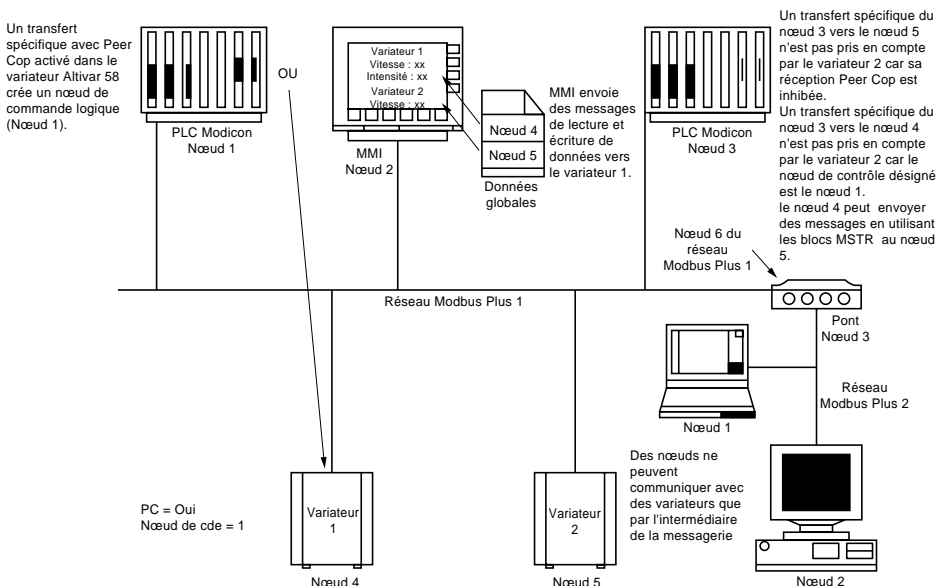 Un transfert
spécifique avec Peer
Cop activé dans le
variateur Altivar 58
crée un nœud de
commande logique
(Nœud 1).
PLC Modicon
Nœud 1
OU
Variateur 1
Vitesse : xx
Intensité : xx
Variateur 2
Vitesse : xx
MMI
Nœud 2
Nœud 4
Nœud 5
Données
globales
MMI envoie
des messages
de lecture et
écriture de
données vers
le variateur 1.
PLC Modicon
Nœud 3
Un transfert spécifique du
nœud 3 vers le nœud 5
n'est pas pris en compte
par le variateur 2 car sa
réception Peer Cop est
inhibée.
Un transfert spécifique du
nœud 3 vers le nœud 4
n'est pas pris en compte
par le variateur 2 car le
nœud de contrôle désigné
est le nœud 1.
le nœud 4 peut envoyer
des messages en utilisant
les blocs MSTR au nœud
5.
Nœud 6 du
réseau
Modbus Plus 1
Réseau Modbus Plus 1
Pont
Nœud 3
Nœud 1
Réseau
Modbus Plus 2
Des nœuds ne
peuvent
communiquer avec
des variateurs que
par l'intermédiaire
de la messagerie
PC = Oui
Nœud de cde = 1
Variateur
1
Nœud 4
Variateur
2
Nœud 5
Nœud 2